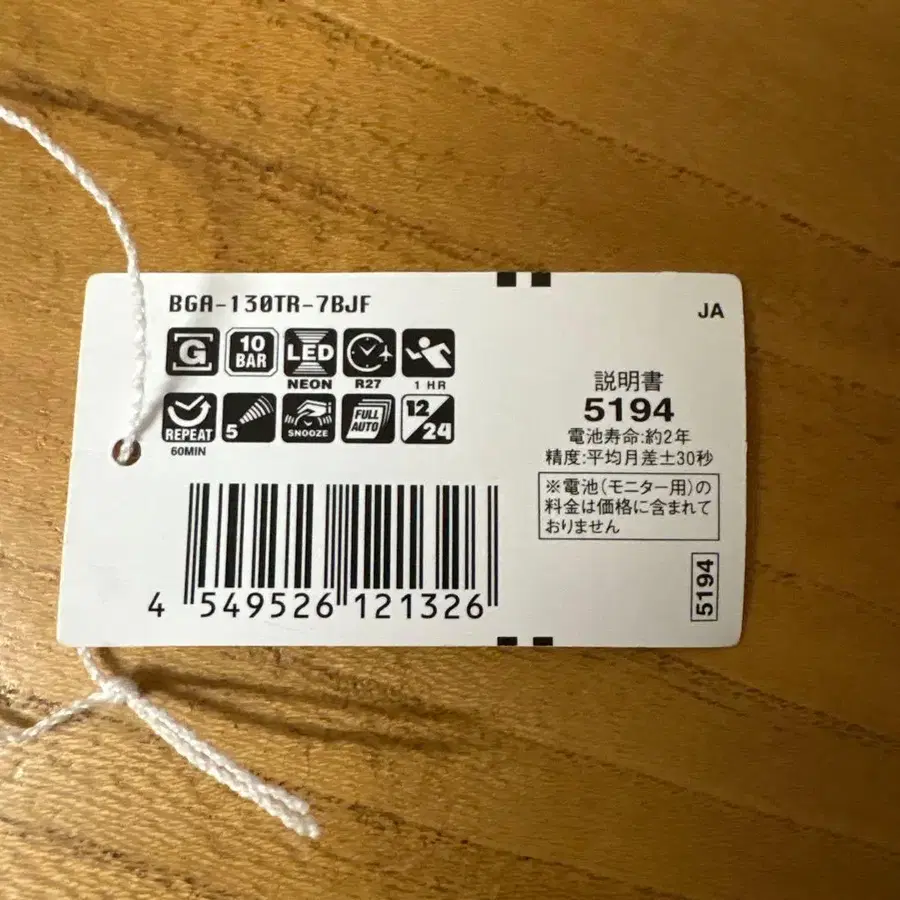 BGA-130TR-7BJF
JA
G
10
BAR
LED
NEON
R27
1 HR
REPEAT
60MIN
5
SNOOZE
FULL
AUTO
12
24
説明書
5194
電池寿命:約2年
精度:平均月差±30秒
※電池(モニター用)の
料金は価格に含まれて
おりません
5194
4 549526 121326